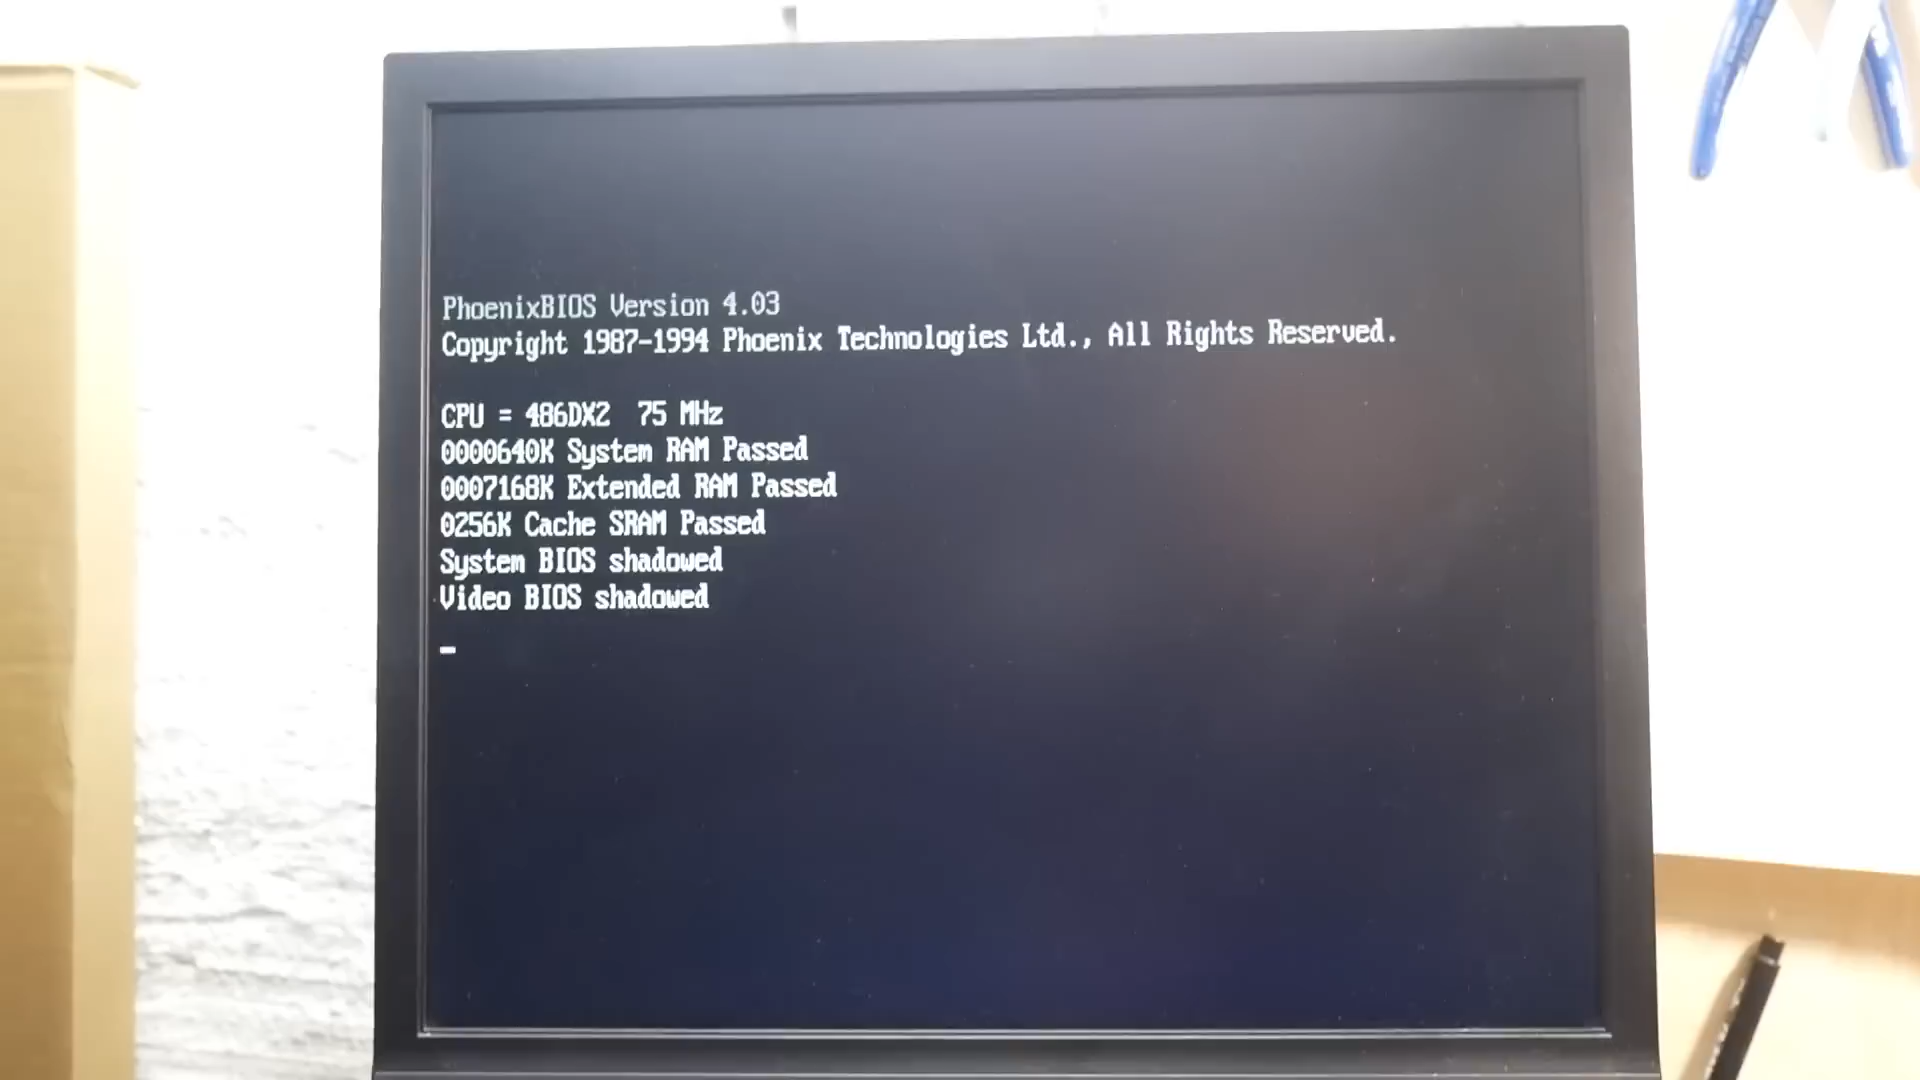 PhoenixBIOS Version 4.03
Copyright 1987-1994 Phoenix Technologies Ltd., All Rights Reserved.
CPU = 486DX2  75 MHz
0000640K System RAM Passed
0007168K Extended RAM Passed
0256K Cache SRAM Passed
System BIOS shadowed
Video BIOS shadowed